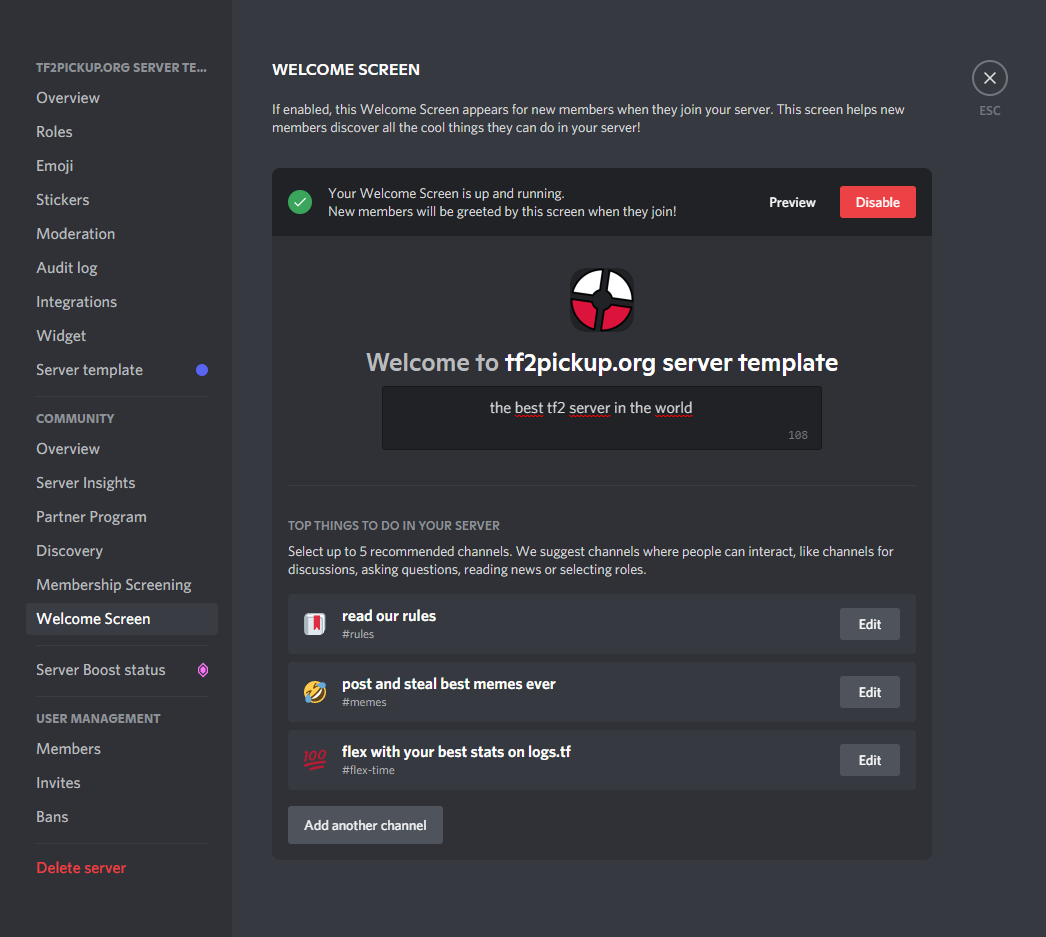 TF2PICKUP.ORG SERVER TE...
Overview
Roles
Emoji
Stickers
Moderation
Audit log
Integrations
Widget
Server template
COMMUNITY
Overview
Server Insights
Partner Program
Discovery
Membership Screening
Welcome Screen
Server Boost status
USER MANAGEMENT
Members
Invites
Bans
Delete server
WELCOME SCREEN
If enabled, this Welcome Screen appears for new members when they join your server. This screen helps new
members discover all the cool things they can do in your server!
ESC
Your Welcome Screen is up and running.
New members will be greeted by this screen when they join!
Preview
Disable
Welcome to tf2pickup.org server template
the best tf2 server in the world
108
TOP THINGS TO DO IN YOUR SERVER
Select up to 5 recommended channels. We suggest channels where people can interact, like channels for
discussions, asking questions, reading news or selecting roles.
read our rules
#rules
Edit
post and steal best memes ever
#memes
Edit
100
flex with your best stats on logs.tf
#flex-time
Edit
Add another channel